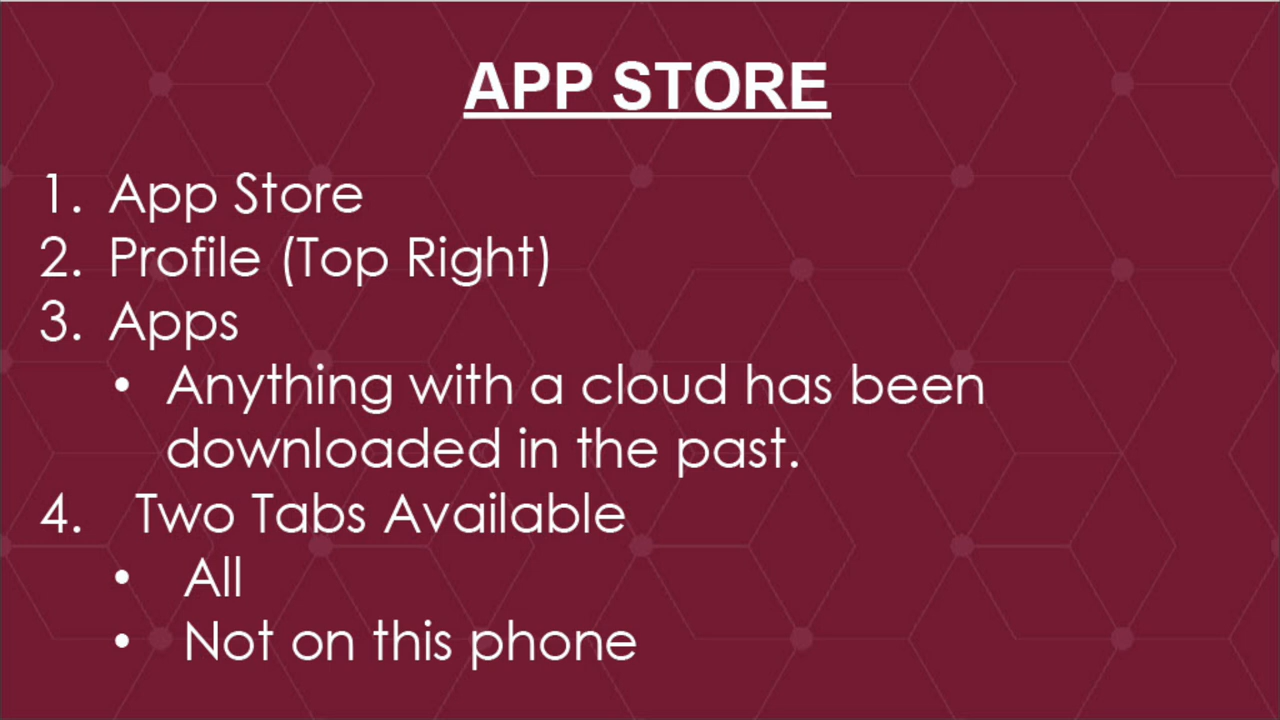 APP STORE
1. App Store
2. Profile (Top Right)
3. Apps
• Anything with a cloud has been
downloaded in the past.
4. Two Tabs Available
• All
• Not on this phone